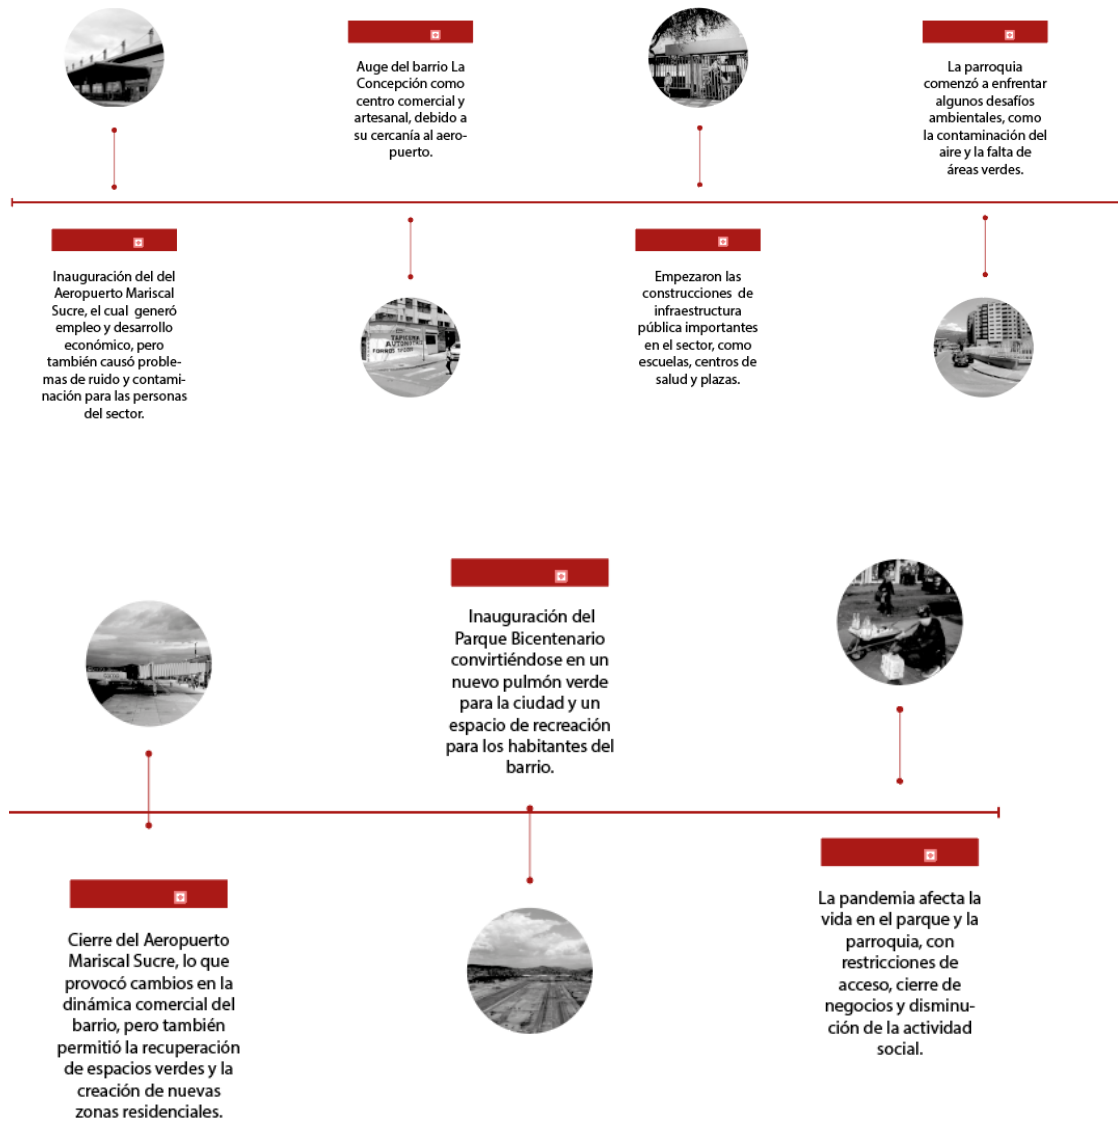 Inauguración del del
Aeropuerto Mariscal
Sucre, el cual  generó
empleo y desarrollo
económico, pero
también causó proble-
mas de ruido y contami-
nación para las personas
del sector.
Auge del barrio La
Concepción como
centro comercial y
artesanal, debido a
su cercanía al aero-
puerto.
TAPICERIA
AUTOMOTRIZ
FORROS
Empezaron las
construcciones  de
infraestructura
pública importantes
en el sector, como
escuelas, centros de
salud y plazas.
La parroquia
comenzó a enfrentar
algunos desafíos
ambientales, como
la contaminación del
aire y la falta de
áreas verdes.
Cierre del Aeropuerto
Mariscal Sucre, lo que
provocó cambios en la
dinámica comercial del
barrio, pero también
permitió la recuperación
de espacios verdes y la
creación de nuevas
zonas residenciales.
Inauguración del
Parque Bicentenario
convirtiéndose en un
nuevo pulmón verde
para la ciudad y un
espacio de recreación
para los habitantes del
barrio.
La pandemia afecta la
vida en el parque y la
parroquia, con
restricciones de
acceso, cierre de
negocios y disminu-
ción de la actividad
social.